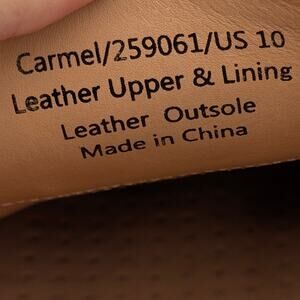 Carmel/259061/US 10
Leather Upper & Lining
Leather Outsole
Made in China